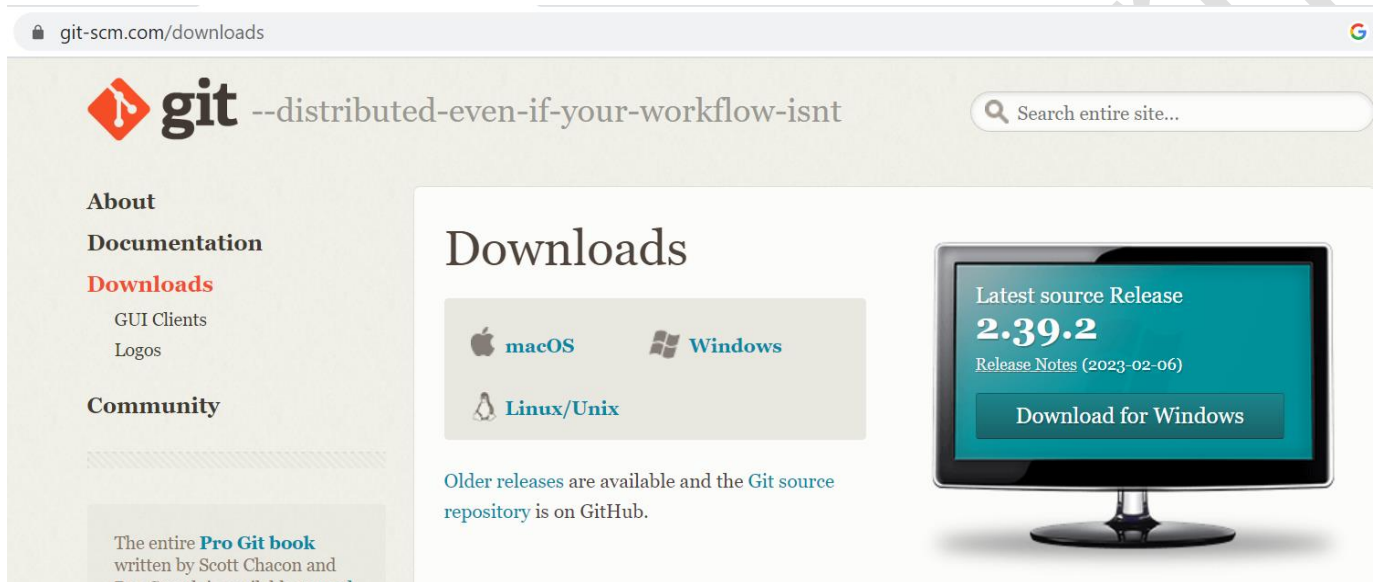 git-scm.com/downloads
git --distributed-even-if-your-workflow-isnt
Search entire site...
About
Documentation
Downloads
GUI Clients
Logos
Community
The entire Pro Git book
written by Scott Chacon and
Downloads
macOS
Windows
Linux/Unix
Older releases are available and the Git source
repository is on GitHub.
Latest source Release
2.39.2
Release Notes (2023-02-06)
Download for Windows